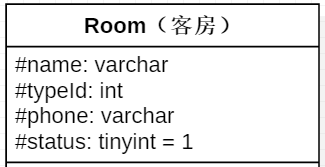 Room（客房）
#name: varchar
#typeId: int
#phone: varchar
#status: tinyint = 1